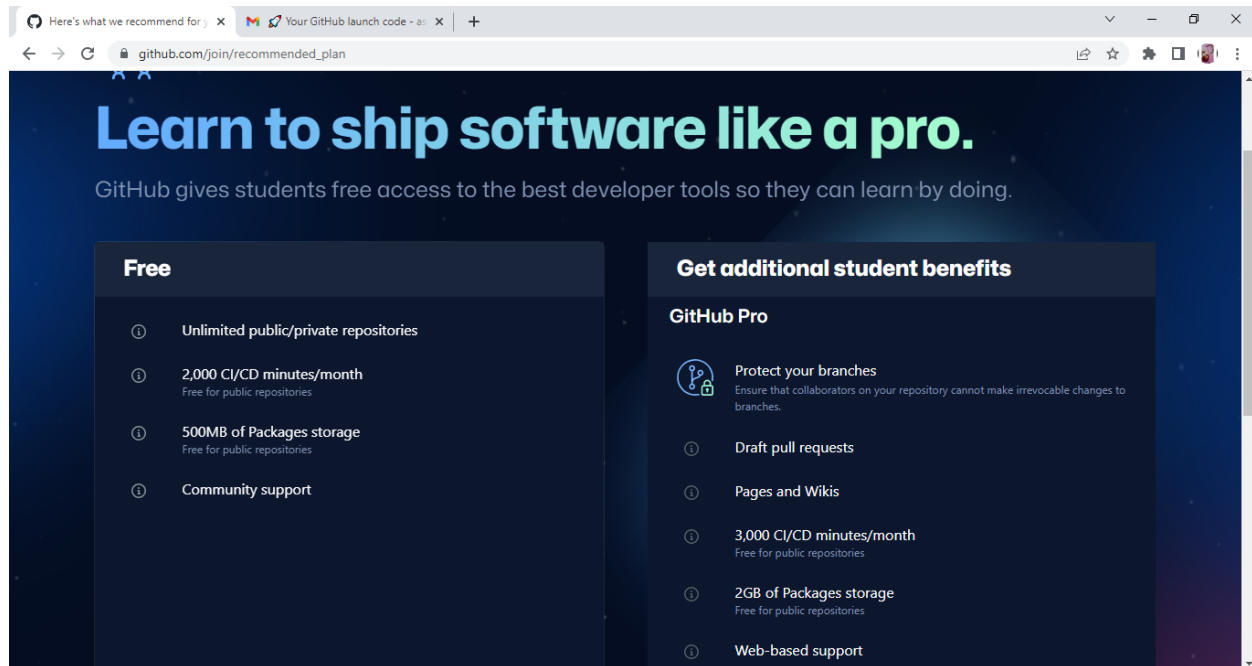 Here's what we recommend for y
Your GitHub launch code - as
github.com/join/recommended_plan
Learn to ship software like a pro.
GitHub gives students free access to the best developer tools so they can learn by doing.
Free
Unlimited public/private repositories
2,000 CI/CD minutes/month
Free for public repositories
500MB of Packages storage
Free for public repositories
Community support
Get additional student benefits
GitHub Pro
Protect your branches
Ensure that collaborators on your repository cannot make irrevocable changes to
branches.
Draft pull requests
Pages and Wikis
3,000 CI/CD minutes/month
Free for public repositories
2GB of Packages storage
Free for public repositories
Web-based support